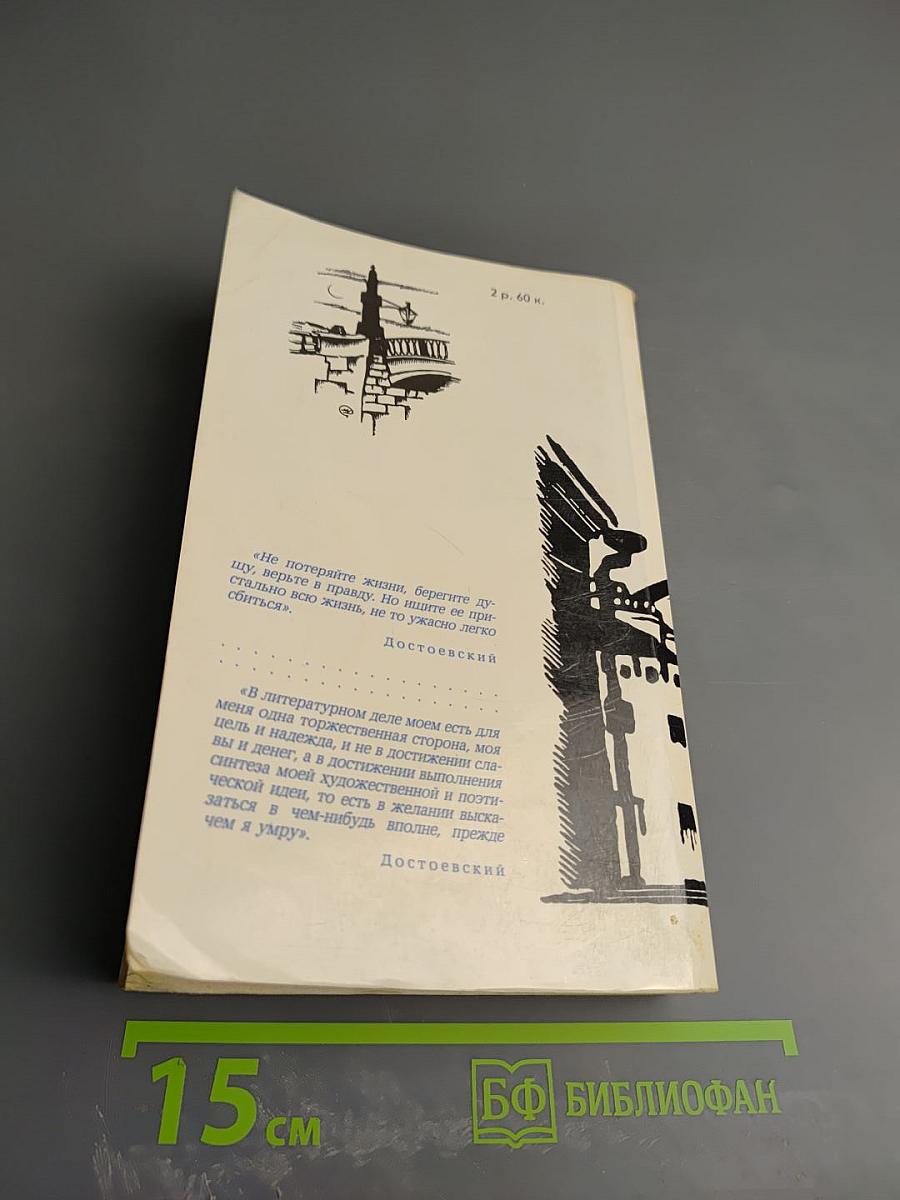 2 р. 60 к.
«Не потеряйте жизни, берегите ду-
шу, верьте в правду. Но ищите ее при-
стально всю жизнь, не то ужасно легко
сбиться».
Достоевский
«В литературном деле моем есть для
меня одна торжественная сторона, моя
цель и надежда, и не в достижении сла-
вы и денег, а в достижении выполнения
синтеза моей художественной и поэти-
ческой идеи, то есть в желании выска-
заться в чем-нибудь вполне, прежде
чем я умру».
Достоевский
15 см
БФ БИБЛИОФАН